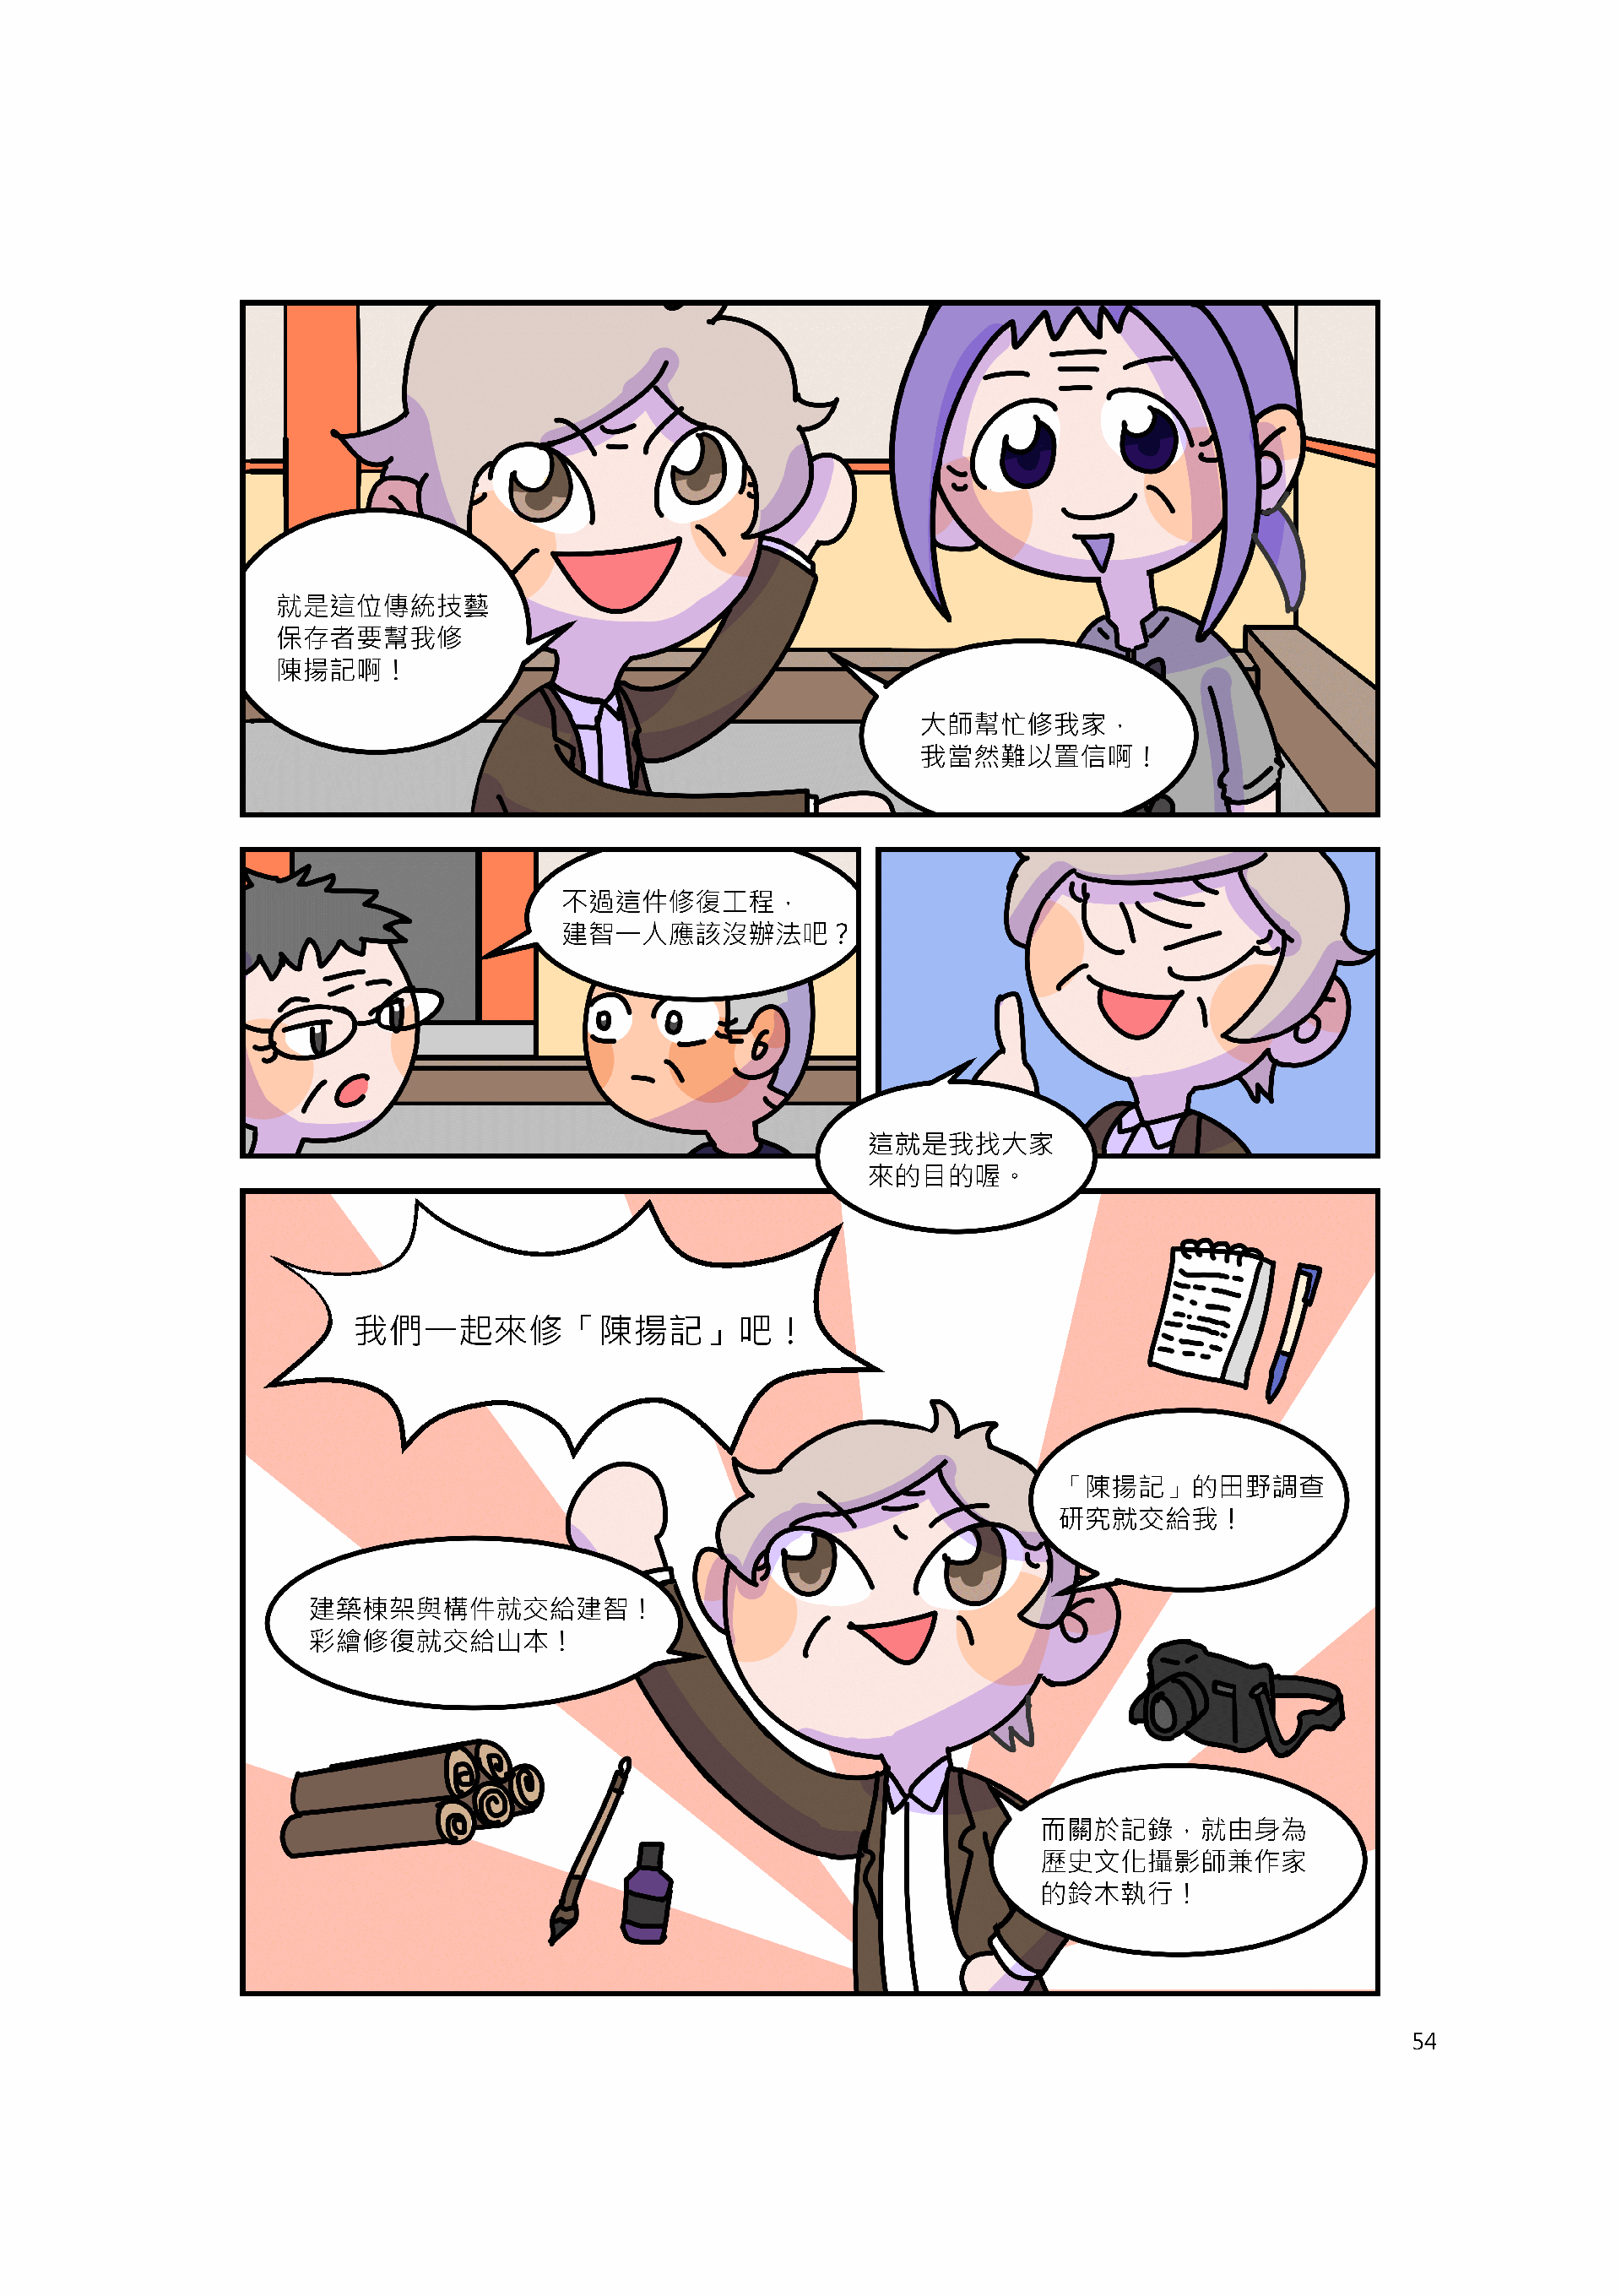 就是這位傳統技藝
保存者要幫我修
陳揚記啊！
大師幫忙修我家，
我當然難以置信啊！
不過這件修復工程，
建智一人應該沒辦法吧？
這就是我找大家
來的目的喔。
我們一起來修「陳揚記」吧！
「陳揚記」的田野調查
研究就交給我！
建築棟架與構件就交給建智！
彩繪修復就交給山本！
而關於記錄，就由身為
歷史文化攝影師兼作家
的鈴木執行！
54